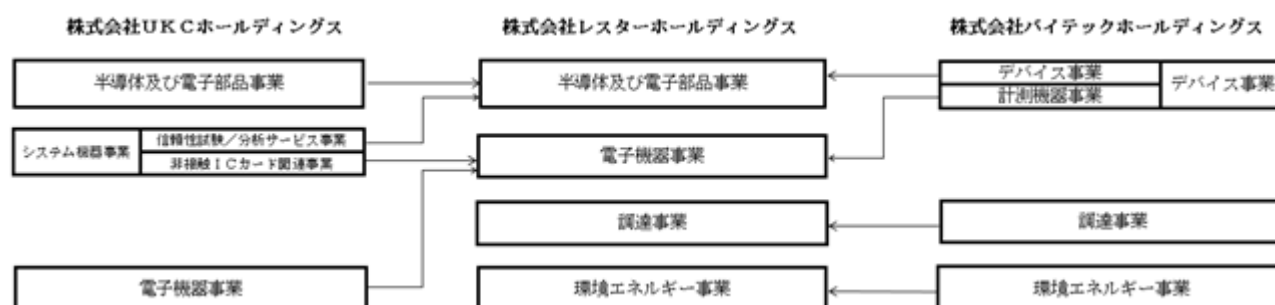 株式会社UKCホールディングス
半導体及び電子部品事業
システム機器事業
信頼性試験／分析サービス事業
非接触ICカード関連事業
電子機器事業
株式会社レスターホールディングス
半導体及び電子部品事業
電子機器事業
調達事業
環境エネルギー事業
株式会社バイテックホールディングス
デバイス事業
計測機器事業
デバイス事業
調達事業
環境エネルギー事業